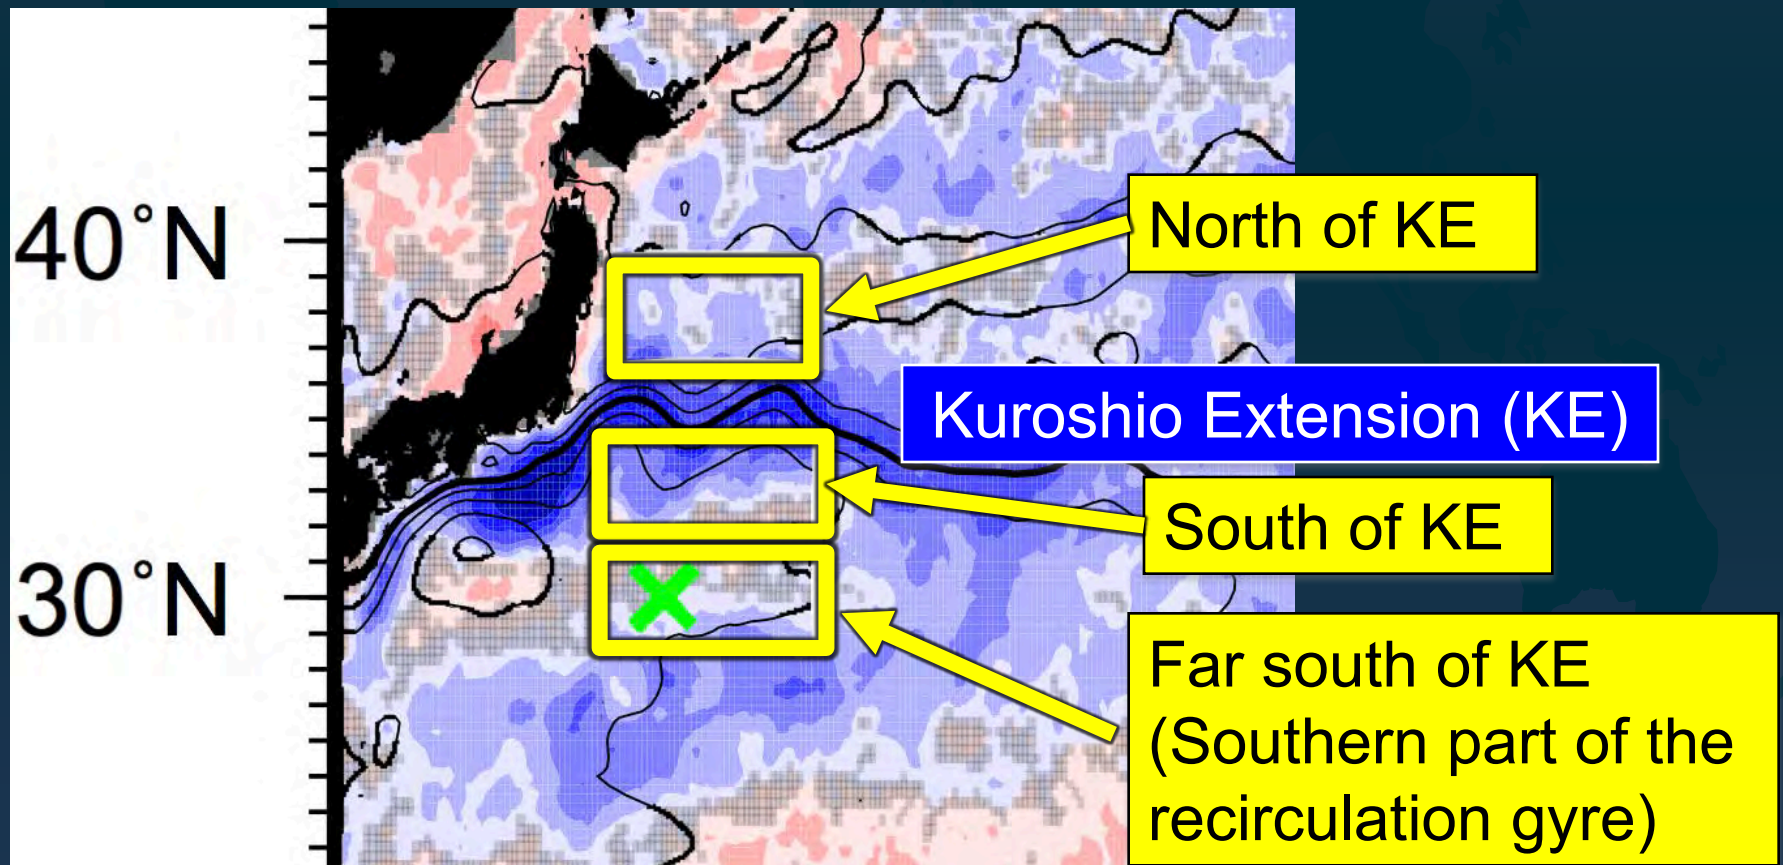 40°N
30°N
North of KE
Kuroshio Extension (KE)
South of KE
Far south of KE
(Southern part of the
recirculation gyre)